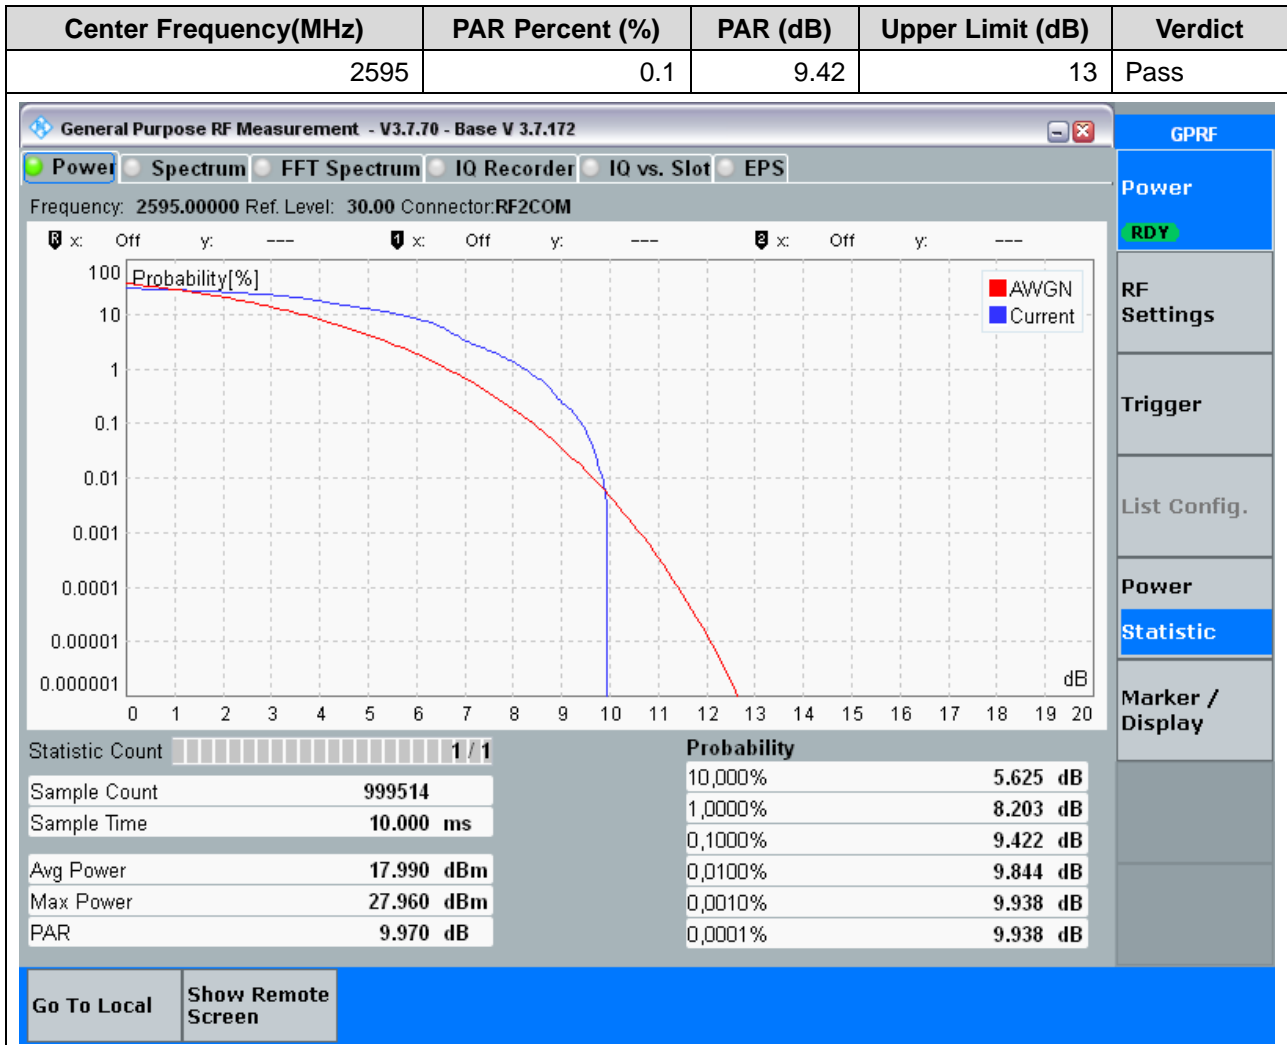 Center Frequency(MHz) PAR Percent (%) PAR (dB) Upper Limit (dB) Verdict
2595 0.1 9.42 13 Pass
General Purpose RF Measurement - V3.7.70 - Base V 3.7.172
GPRF
Power Spectrum FFT Spectrum IQ Recorder IQ vs. Slot EPS
Power
RDY
Frequency: 2595.00000 Ref. Level: 30.00 Connector:RF2COM
R x: Off y: --- 1 x: Off y: --- 2 x: Off y: ---
Probability[%]
AWGN
Current
100
10
1
0.1
0.01
0.001
0.0001
0.00001
0.000001
dB
0 1 2 3 4 5 6 7 8 9 10 11 12 13 14 15 16 17 18 19 20
RF
Settings
Trigger
List Config.
Power
Statistic
Marker /
Display
Statistic Count 1 / 1
Sample Count 999514
Sample Time 10.000 ms
Avg Power 17.990 dBm
Max Power 27.960 dBm
PAR 9.970 dB
Probability
10,000% 5.625 dB
1,0000% 8.203 dB
0,1000% 9.422 dB
0,0100% 9.844 dB
0,0010% 9.938 dB
0,0001% 9.938 dB
Go To Local
Show Remote
Screen